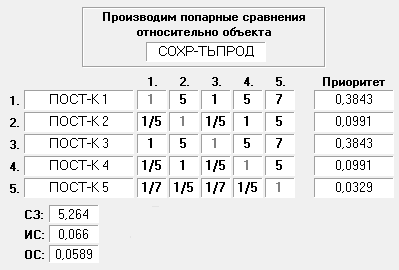 Производим попарные сравнения
относительно объекта
СОХР-ТЬПРОД
1. 2. 3. 4. 5. Приоритет
1. ПОСТ-К 1 1 5 1 5 7 0,3843
2. ПОСТ-К 2 1/5 1 1/5 1 5 0,0991
3. ПОСТ-К 3 1 5 1 5 7 0,3843
4. ПОСТ-К 4 1/5 1 1/5 1 5 0,0991
5. ПОСТ-К 5 1/7 1/5 1/7 1/5 1 0,0329
СЗ: 5,264
ИС: 0,066
ОС: 0,0589